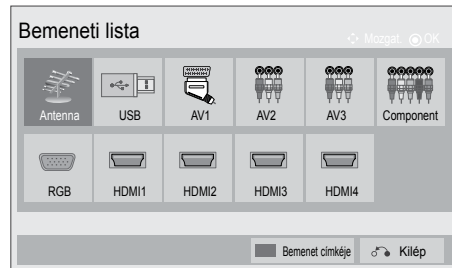 Bemeneti lista
Mozgat. OK
Antenna USB AV1 AV2 AV3 Component
RGB HDMI1 HDMI2 HDMI3 HDMI4
Bemenet címkéje Kilép